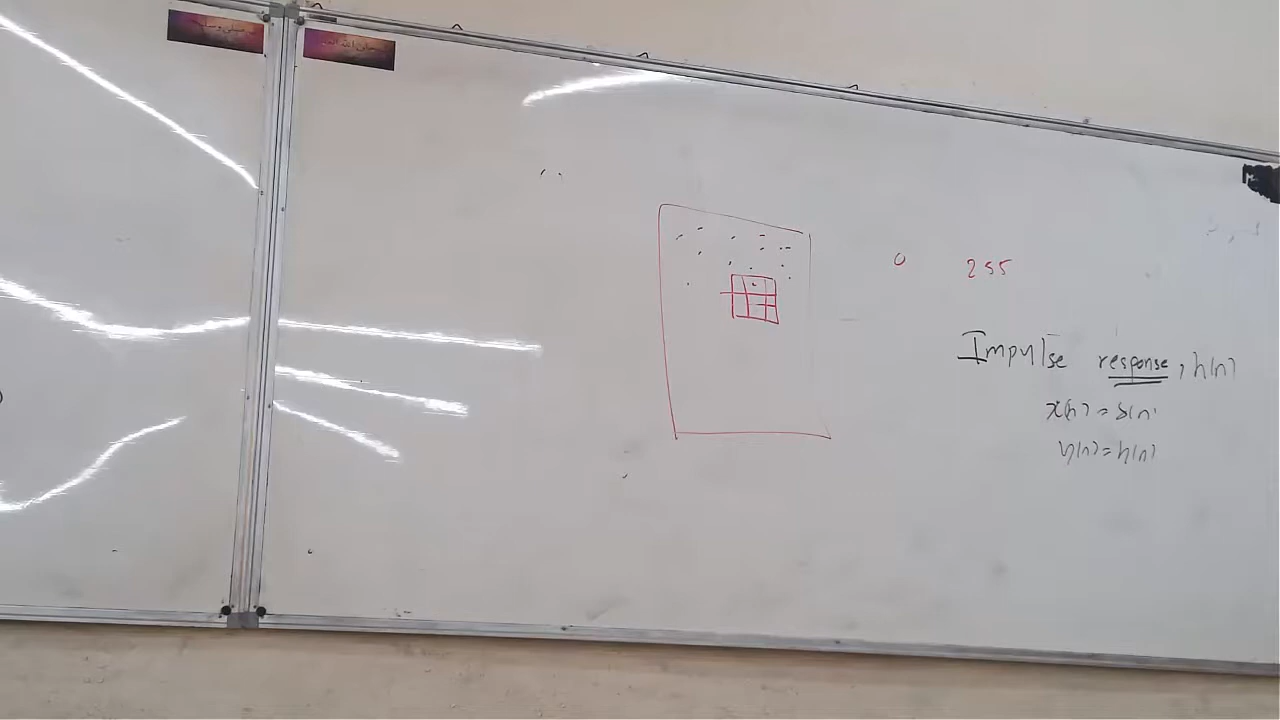 0 255
Impulse response, h(n)
x(n) = δ(n)
y(n) = h(n)